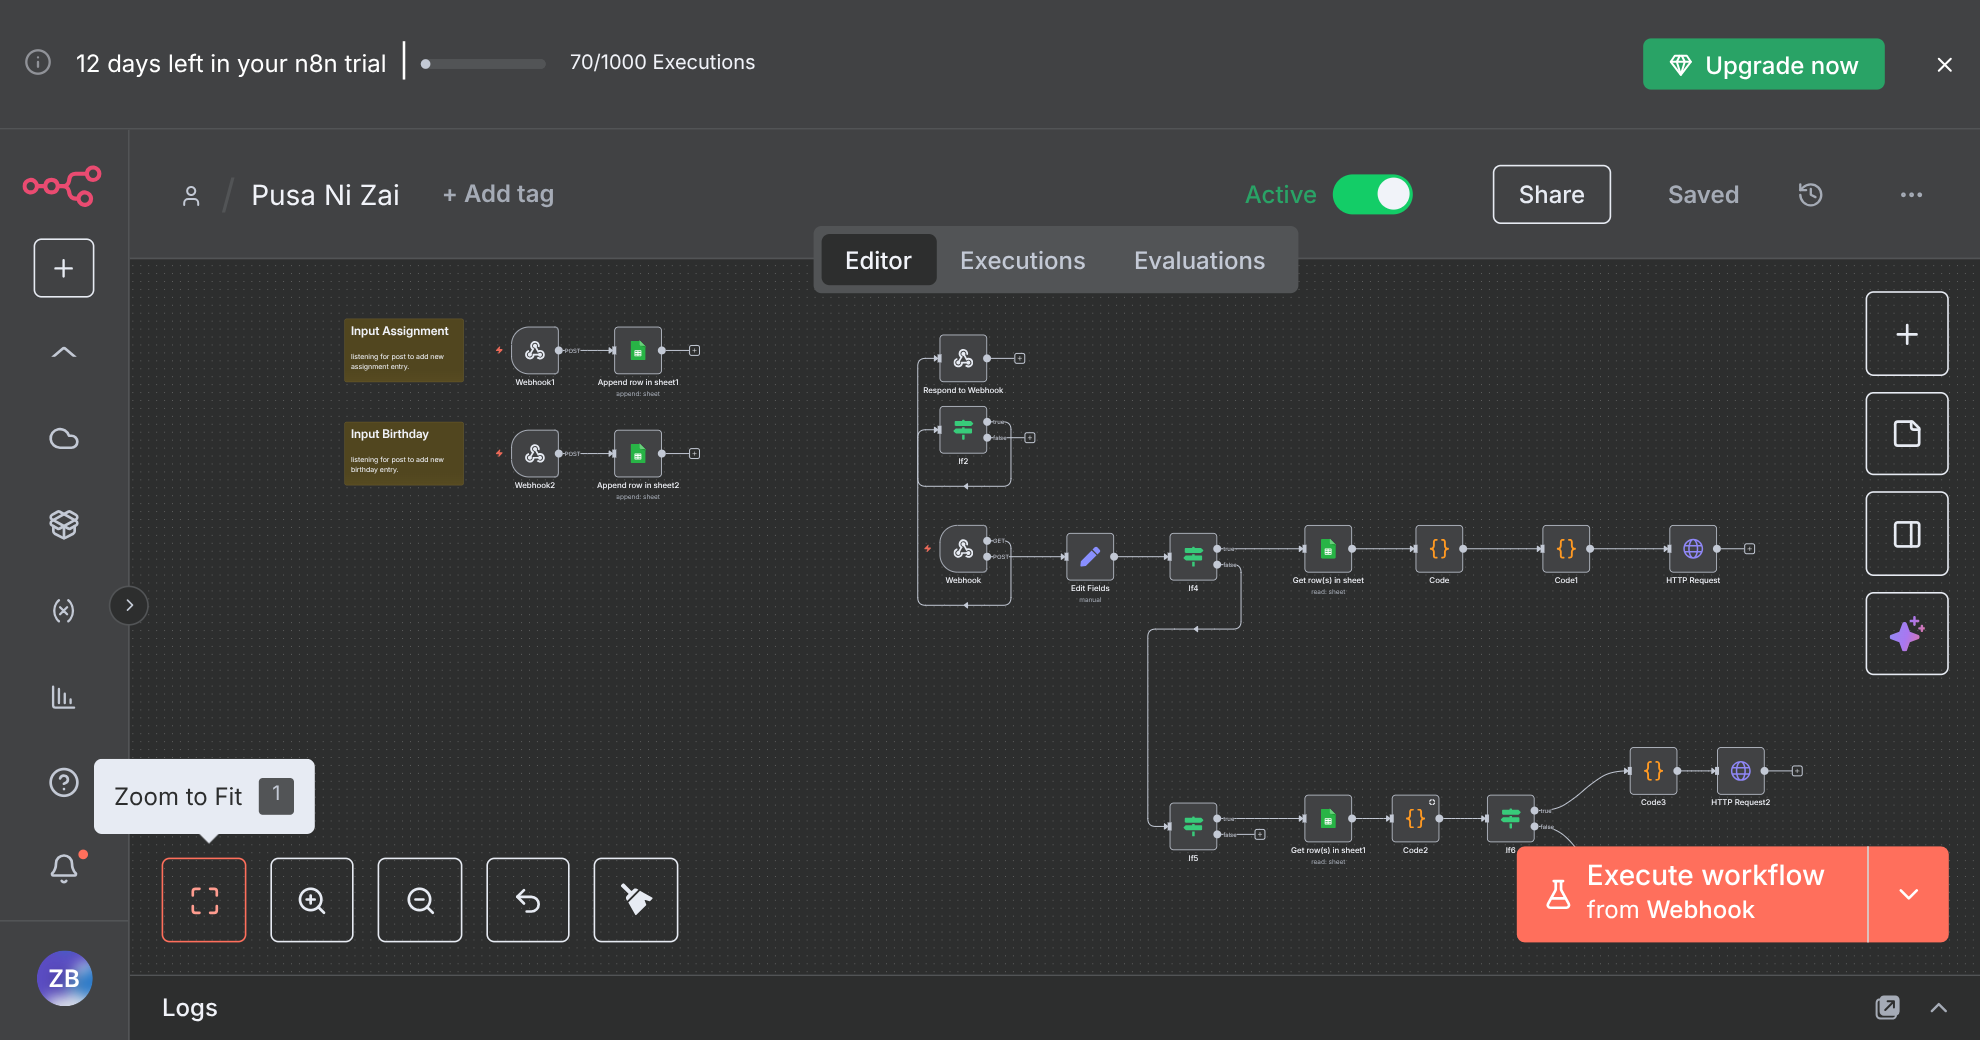 12 days left in your n8n trial
70/1000 Executions
Upgrade now
/ Pusa Ni Zai
+ Add tag
Active
Share
Saved
Editor
Executions
Evaluations
Input Assignment
listening for post to add new
assignment entry.
POST
Webhook1
Append row in sheet1
append: sheet
Input Birthday
listening for post to add new
birthday entry.
POST
Webhook2
Append row in sheet2
append: sheet
Respond to Webhook
true
false
If2
GET
POST
Webhook
Edit Fields
manual
true
false
If4
Get row(s) in sheet
read: sheet
Code
Code1
HTTP Request
Code3
HTTP Request2
true
false
If5
Get row(s) in sheet1
read: sheet
Code2
true
false
If6
Zoom to Fit 1
Execute workflow
from Webhook
ZB
Logs